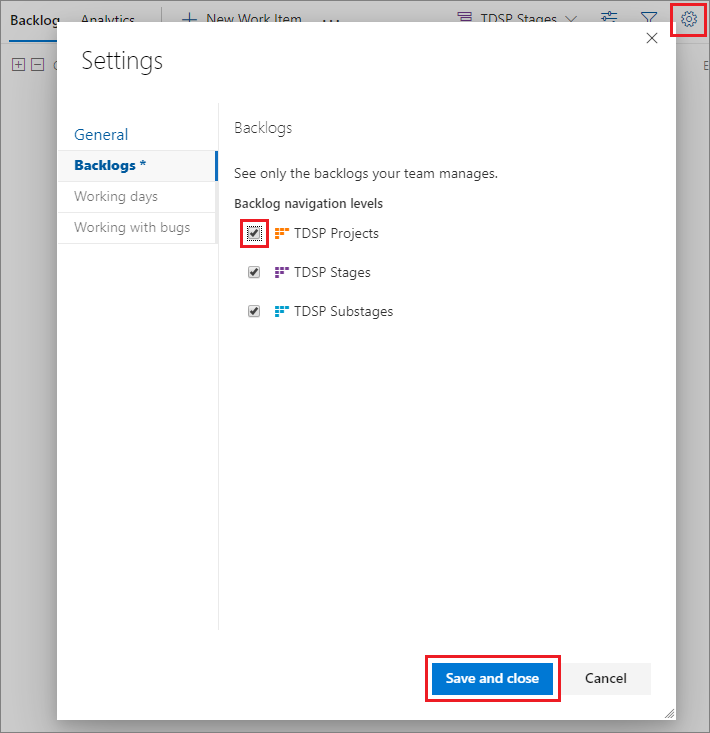 Backlog Analytics New Work Item ... TDSP Stages
Settings
General
Backlogs *
Working days
Working with bugs
Backlogs
See only the backlogs your team manages.
Backlog navigation levels
TDSP Projects
TDSP Stages
TDSP Substages
Save and close
Cancel